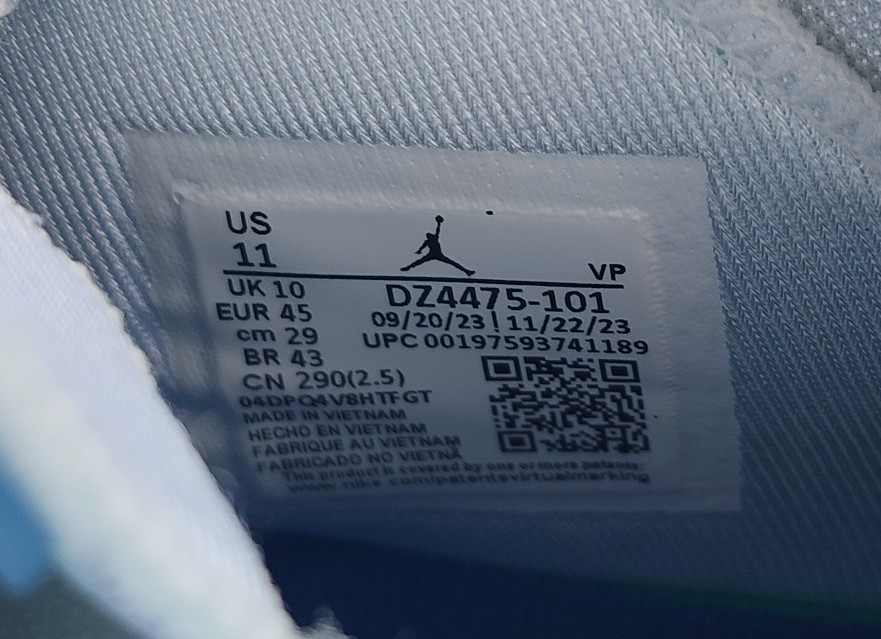 US
11
VP
UK 10
DZ4475-101
EUR 45
09/20/23 | 11/22/23
cm 29
UPC 00197593741189
BR 43
CN 290(2.5)
04DPQ4V8HTFGT
MADE IN VIETNAM
HECHO EN VIETNAM
FABRIQUE AU VIETNAM
FABRICADO NO VIETNÃ
This product is covered by one or more patents:
www.nike.com/patentsvirtualmarking